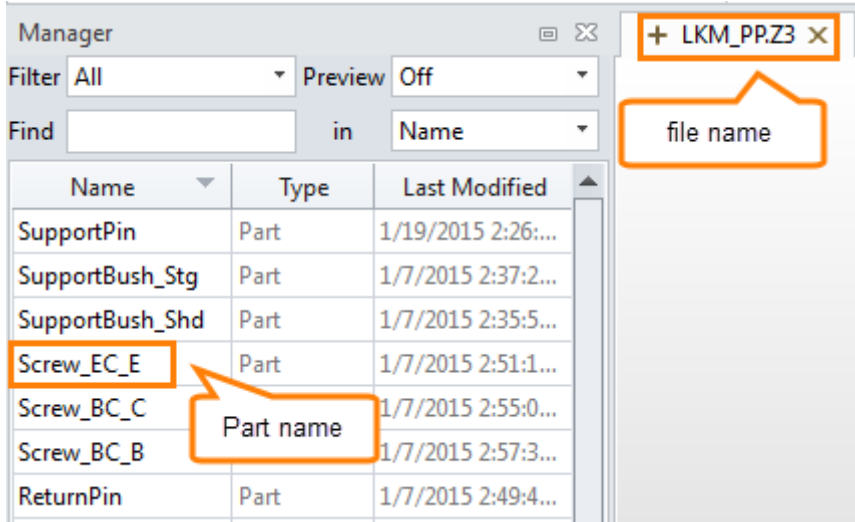 Manager
LKM_PP.Z3
Filter All Preview Off
file name
Find in Name
Name Type Last Modified
SupportPin Part 1/19/2015 2:26:...
SupportBush_Stg Part 1/7/2015 2:37:2...
SupportBush_Shd Part 1/7/2015 2:35:5...
Screw_EC_E Part 1/7/2015 2:51:1...
Screw_BC_C 1/7/2015 2:55:0...
Part name
Screw_BC_B 1/7/2015 2:57:3...
ReturnPin Part 1/7/2015 2:49:4...